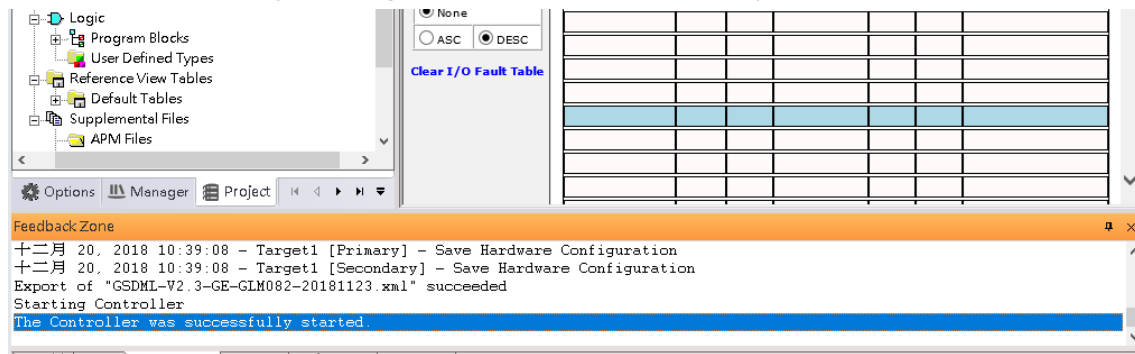 Logic
Program Blocks
User Defined Types
Reference View Tables
Default Tables
Supplemental Files
APM Files
Options Manager Project
None
ASC DESC
Clear I/O Fault Table
Feedback Zone
十二月 20, 2018 10:39:08 - Target1 [Primary] - Save Hardware Configuration
十二月 20, 2018 10:39:08 - Target1 [Secondary] - Save Hardware Configuration
Export of "GSDML-V2.3-GE-GLM082-20181123.xml" succeeded
Starting Controller
The Controller was successfully started.